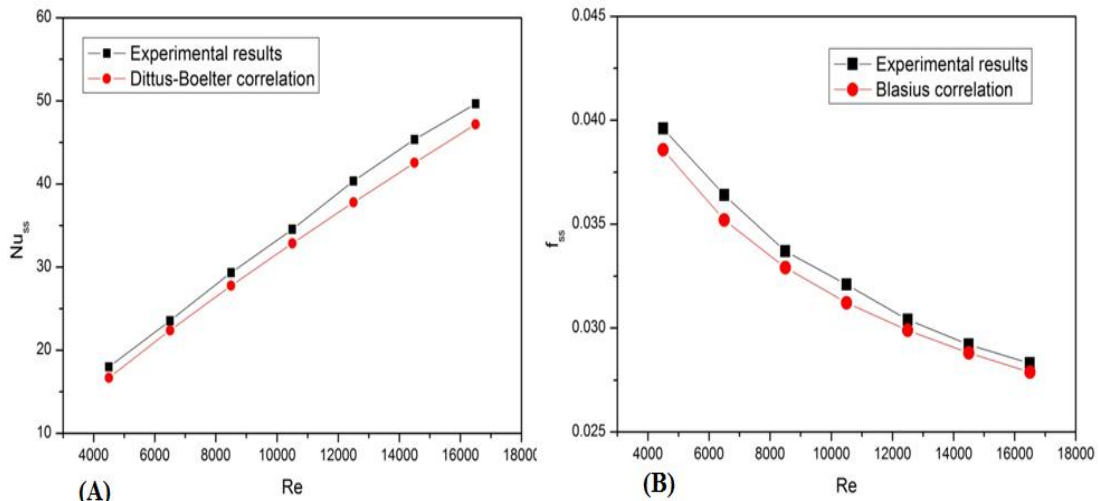 60
50
40
30
20
10
Nu_ss
Experimental results
Dittus-Boelter correlation
4000 6000 8000 10000 12000 14000 16000 18000
(A) Re
0.045
0.040
0.035
0.030
0.025
f_ss
Experimental results
Blasius correlation
4000 6000 8000 10000 12000 14000 16000 18000
(B) Re